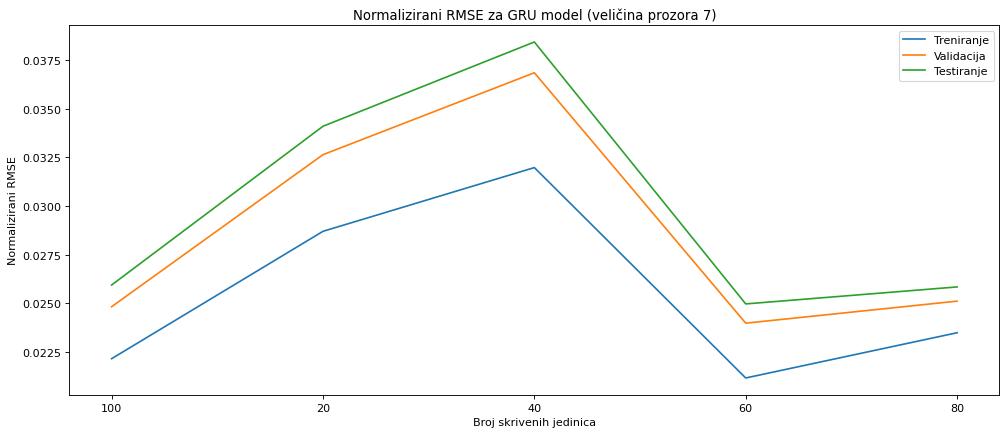 Normalizirani RMSE za GRU model (veličina prozora 7)
Treniranje
Validacija
Testiranje
Normalizirani RMSE
0.0375
0.0350
0.0325
0.0300
0.0275
0.0250
0.0225
100 20 40 60 80
Broj skrivenih jedinica